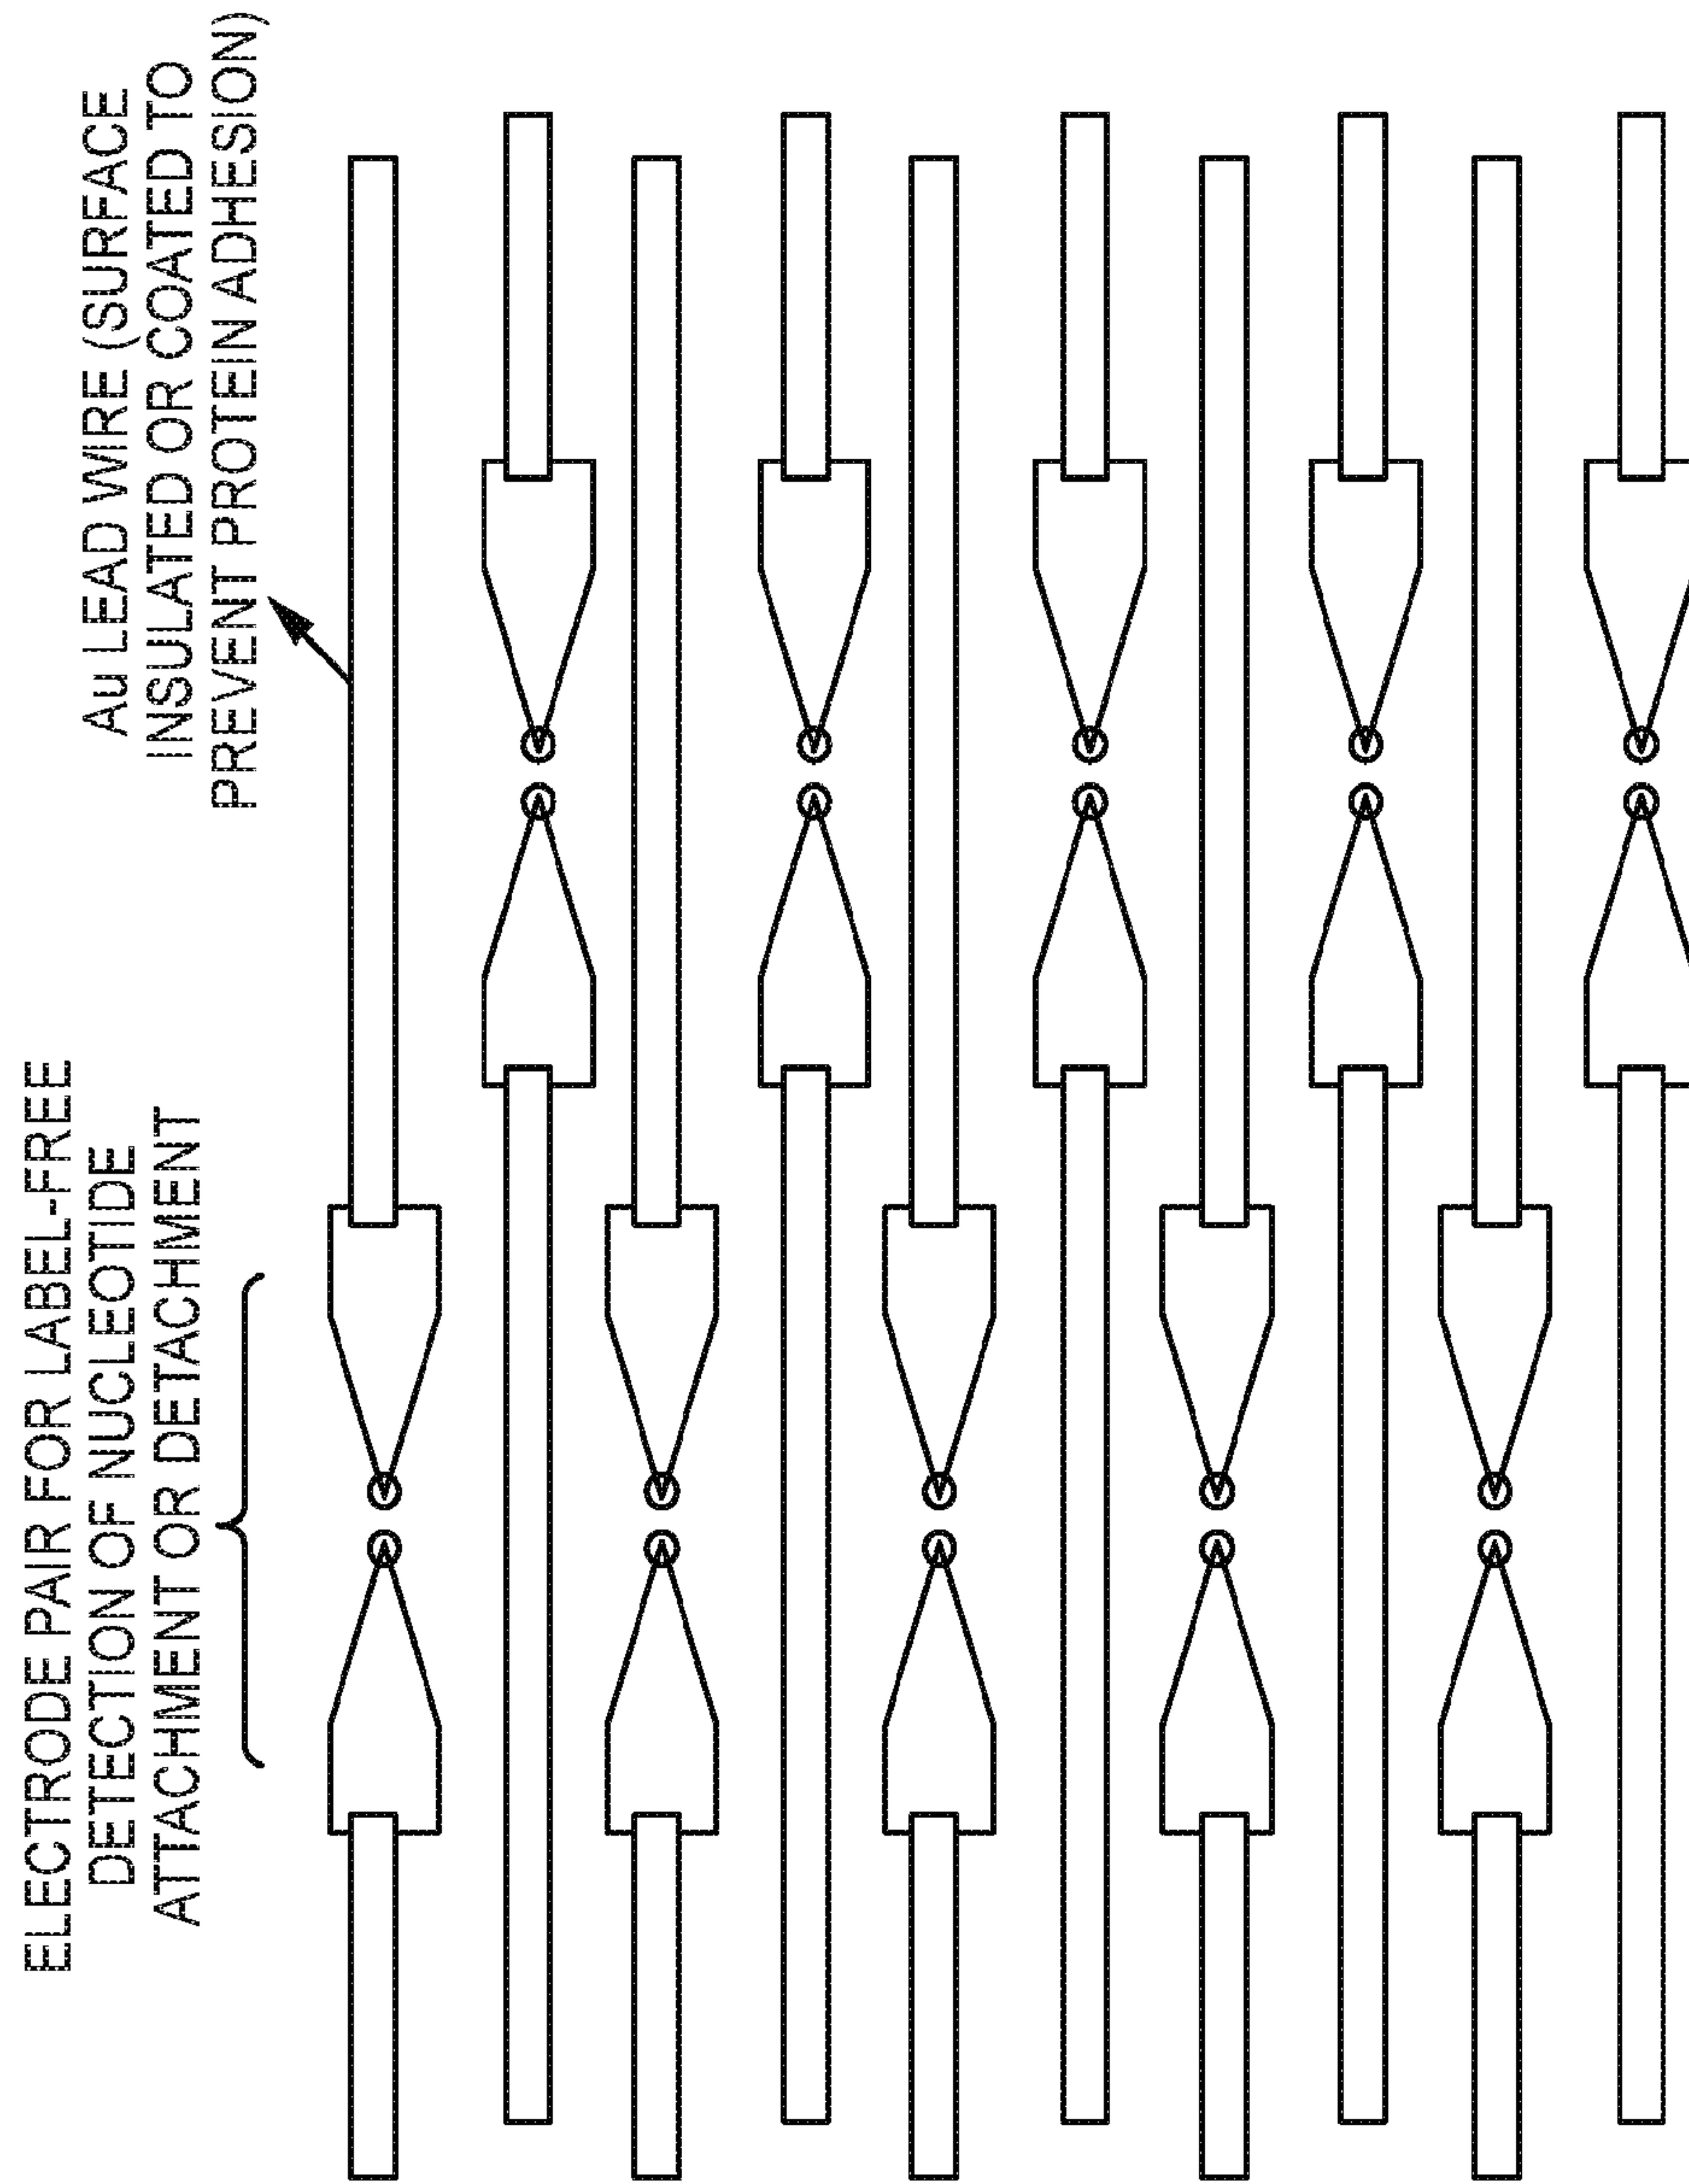 ELECTRODE PAIR FOR LABEL-FREE
DETECTION OF NUCLEOTIDE
ATTACHMENT OR DETACHMENT
Au LEAD WIRE (SURFACE
INSULATED OR COATED TO
PREVENT PROTEIN ADHESION)